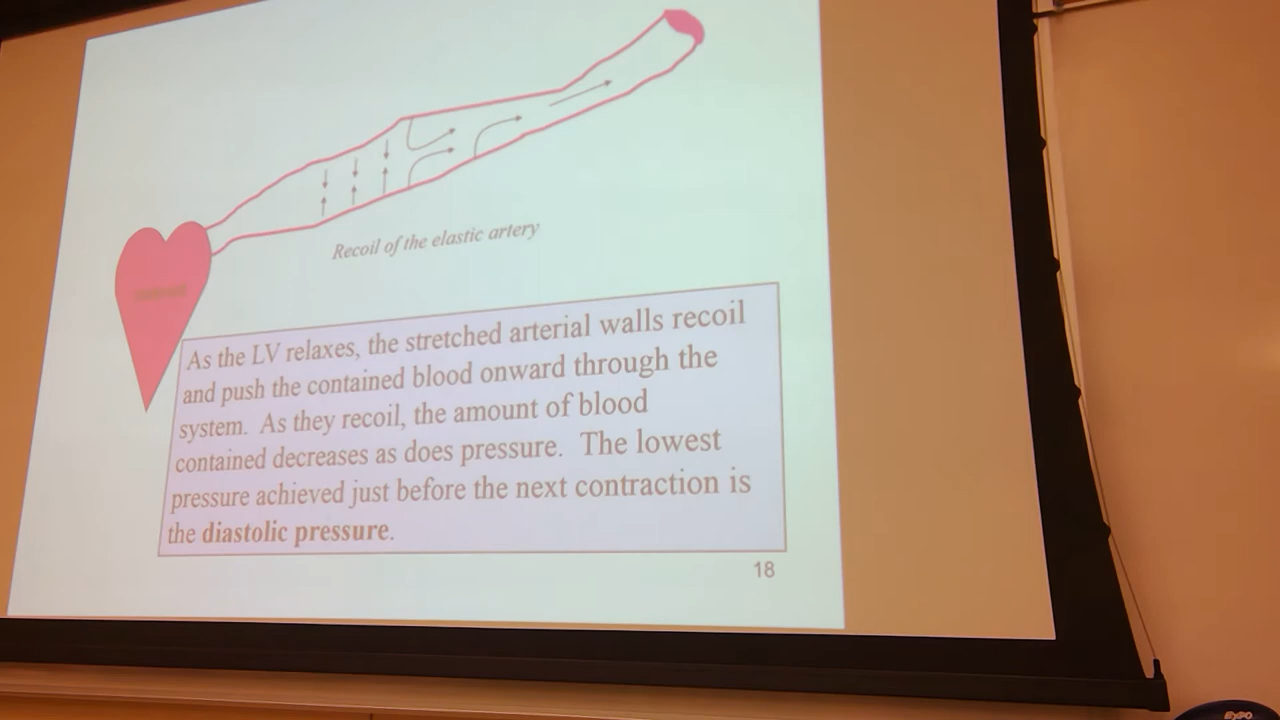 Recoil of the elastic artery
As the LV relaxes, the stretched arterial walls recoil
and push the contained blood onward through the
system. As they recoil, the amount of blood
contained decreases as does pressure. The lowest
pressure achieved just before the next contraction is
the diastolic pressure.
18